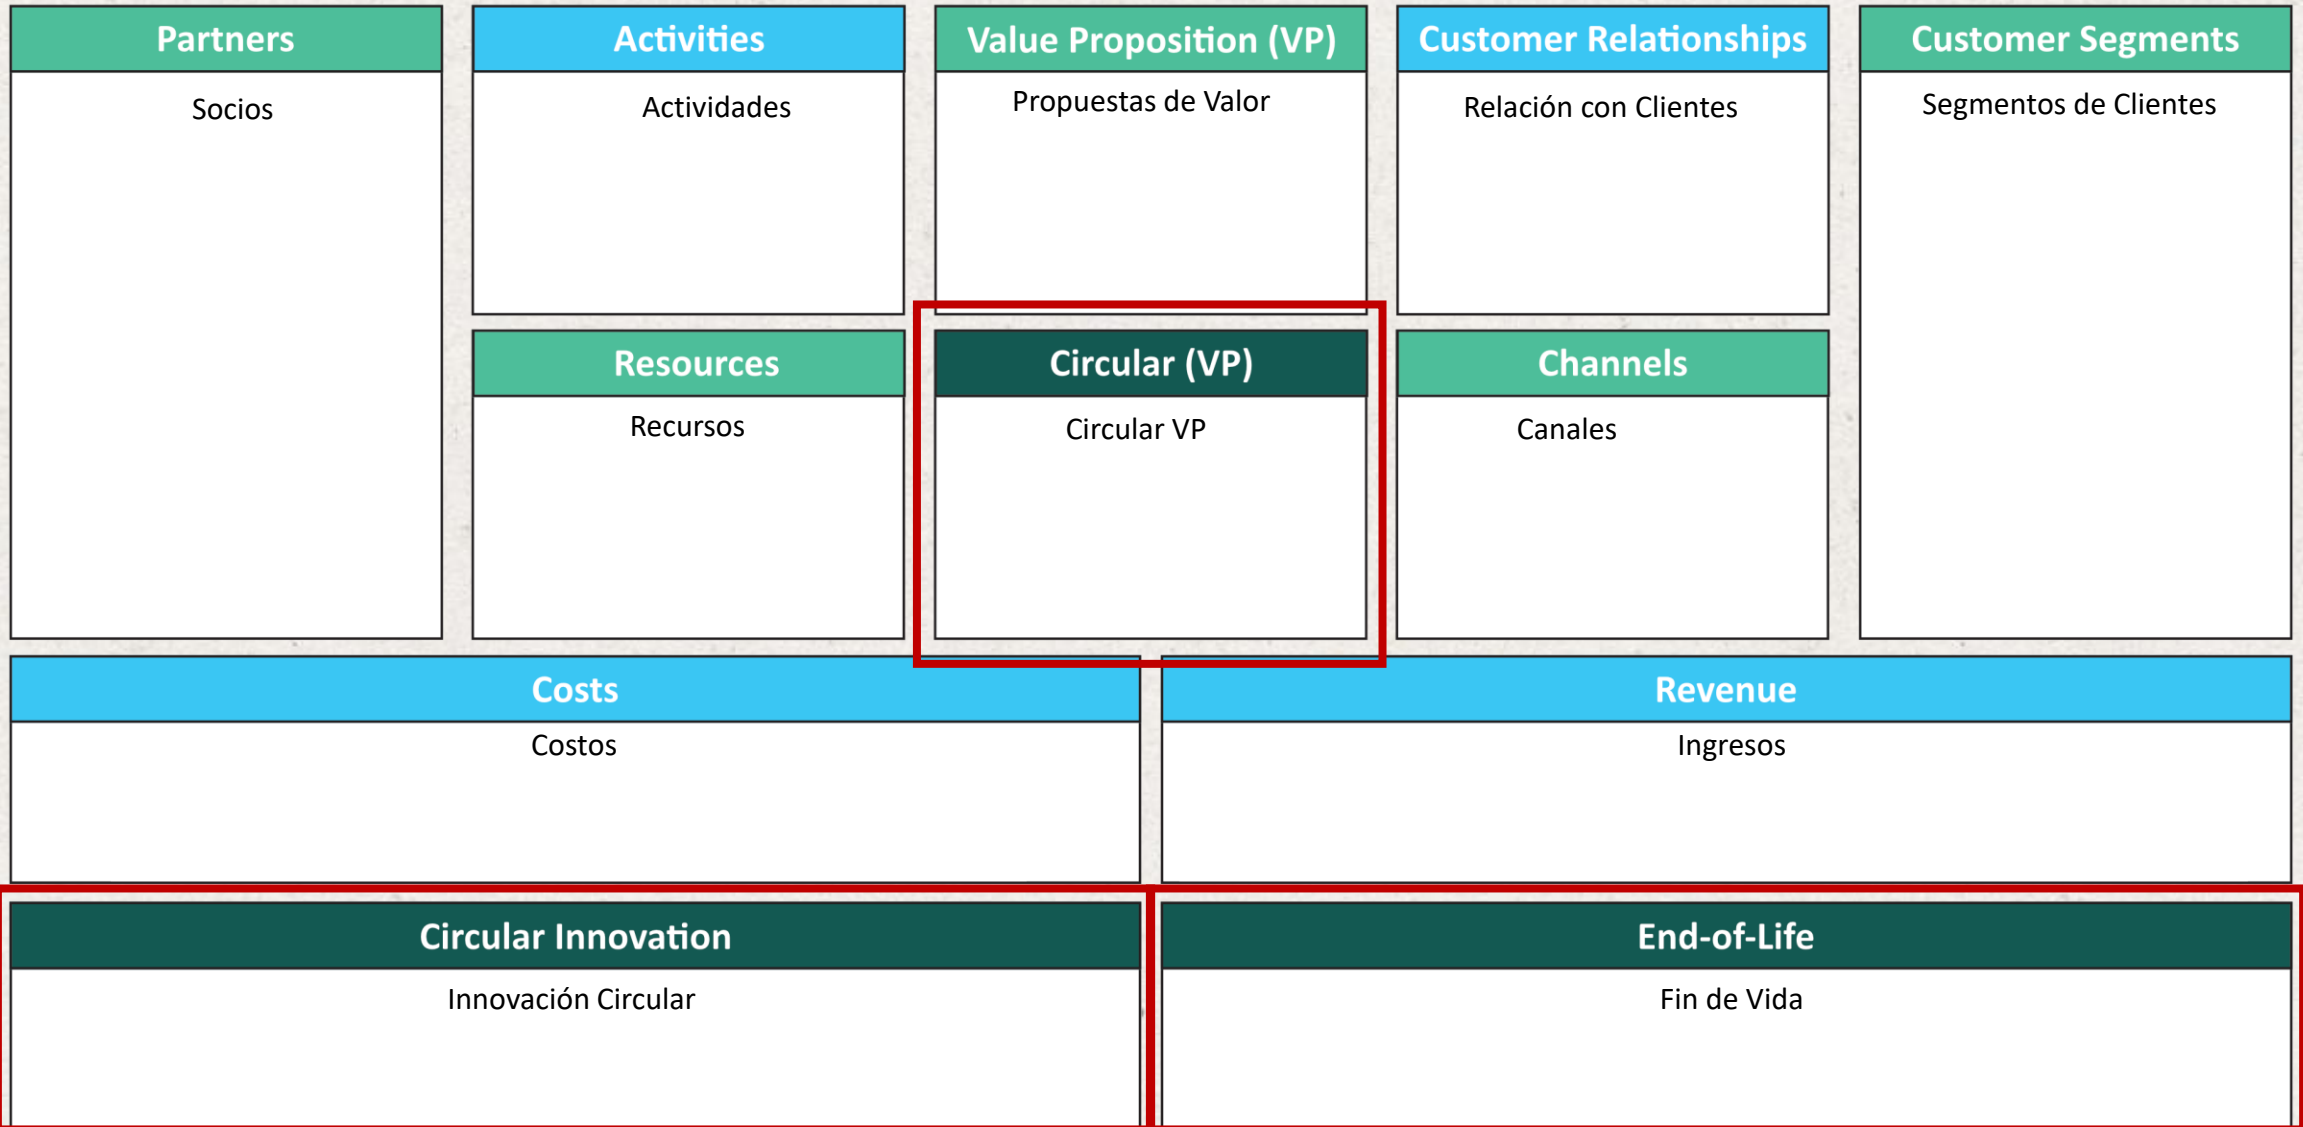 Partners
Socios
Activities
Actividades
Value Proposition (VP)
Propuestas de Valor
Customer Relationships
Relación con Clientes
Customer Segments
Segmentos de Clientes
Resources
Recursos
Circular (VP)
Circular VP
Channels
Canales
Costs
Costos
Revenue
Ingresos
Circular Innovation
Innovación Circular
End-of-Life
Fin de Vida